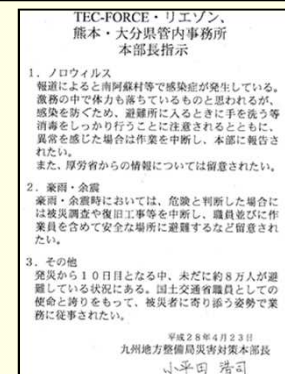 TEC-FORCE・リエゾン、
熊本・大分県管内事務所
本部長指示
1．ノロウィルス
報道によると南阿蘇村等で感染症が発生している。
激務の中で体力も落ちているものと思われるが、
感染を防ぐため、避難所に入るときに手を洗う等
消毒をしっかり行うことに注意されるとともに、
異常を感じた場合は作業を中断し、本部に報告さ
れたい。
また、厚労省からの情報については留意されたい。
2．豪雨・余震
豪雨・余震時においては、危険と判断した場合に
は被災調査や復旧工事等を中断し、職員並びに作
業員を含めて安全な場所に避難するなど留意され
たい。
3．その他
発災から10日目となる中、未だに約8万人が避
難している状況にある。国土交通省職員としての
使命と誇りをもって、被災者に寄り添う姿勢で業
務に従事されたい。
平成28年4月23日
九州地方整備局災害対策本部長
小平田 浩司